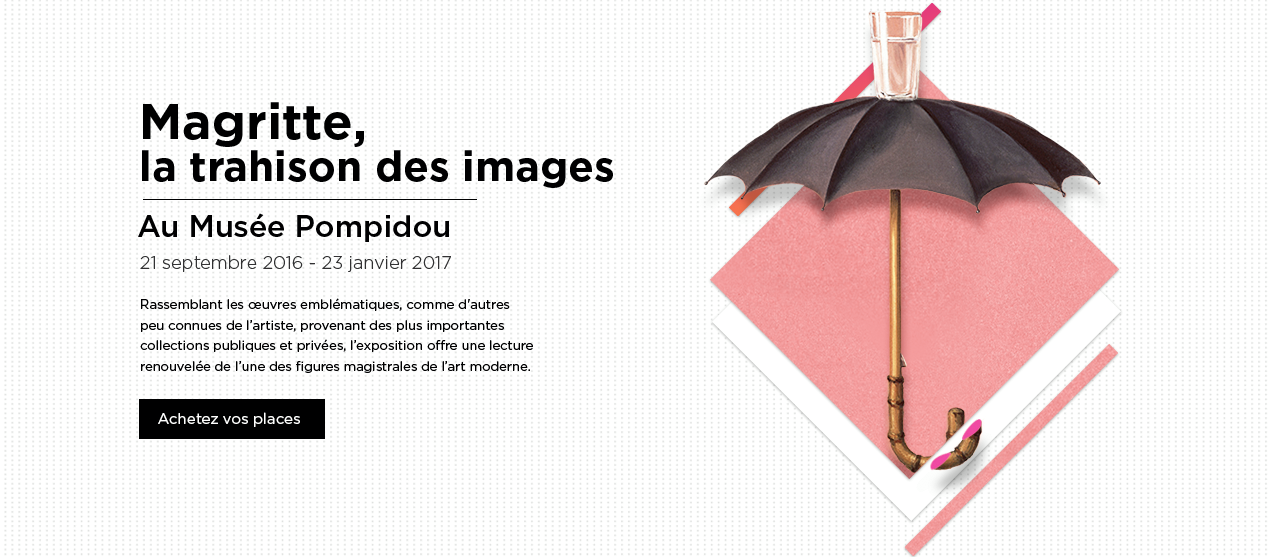 Magritte,
la trahison des images
Au Musée Pompidou
21 septembre 2016 - 23 janvier 2017
Rassemblant les œuvres emblématiques, comme d'autres
peu connues de l'artiste, provenant des plus importantes
collections publiques et privées, l'exposition offre une lecture
renouvelée de l'une des figures magistrales de l'art moderne.
Achetez vos places